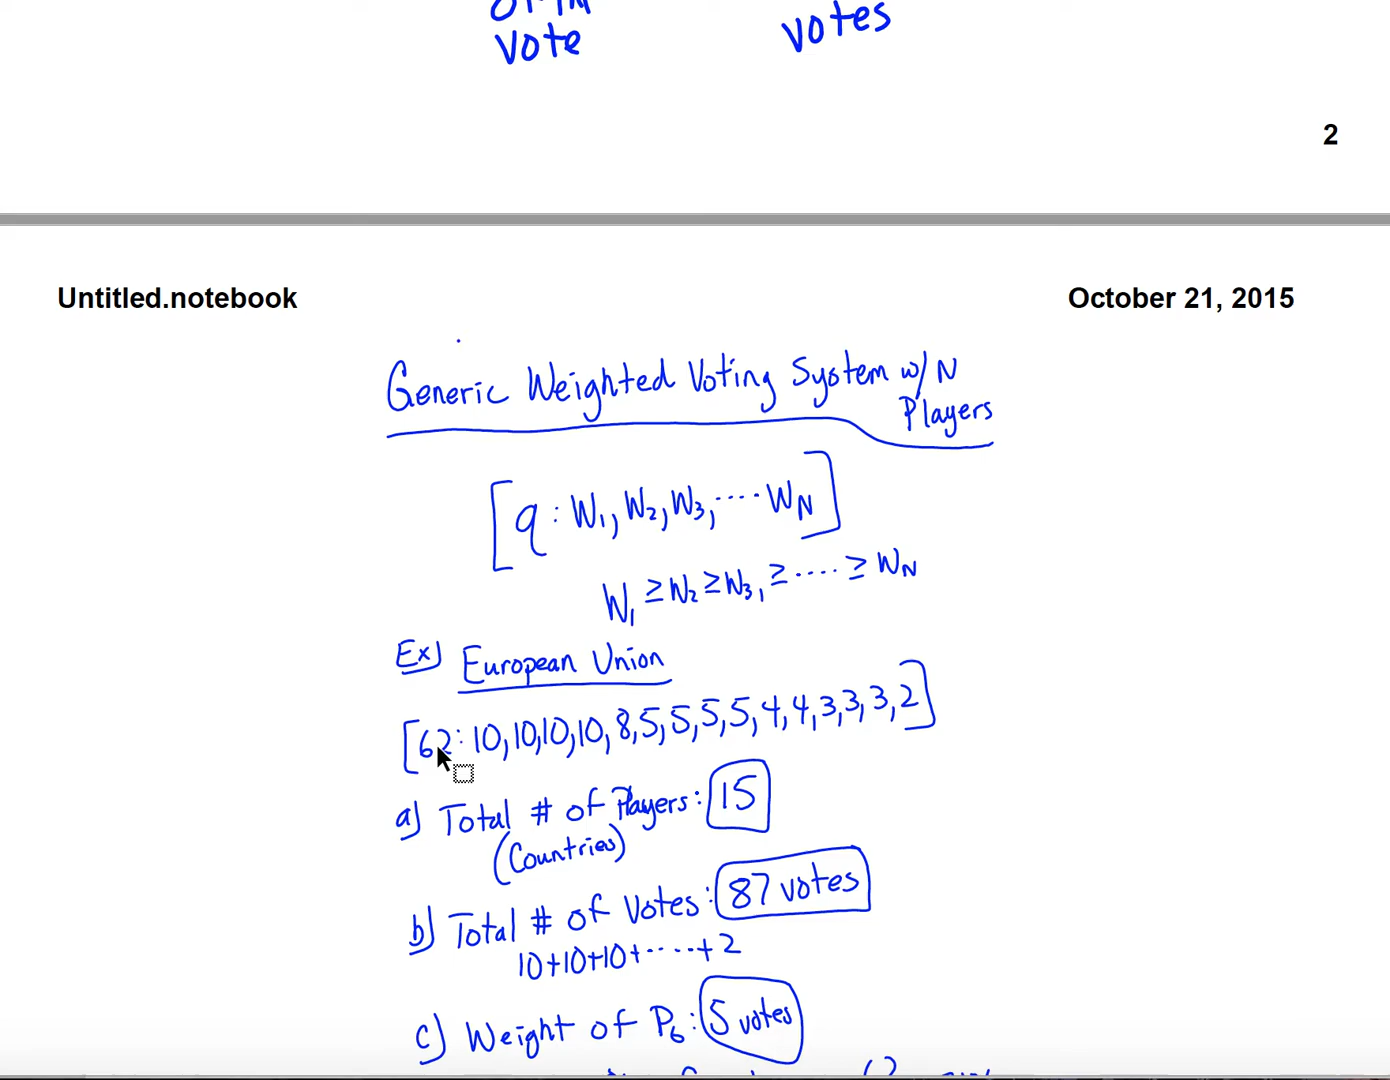 vote votes
2
Untitled.notebook October 21, 2015
Generic Weighted Voting System w/ N
Players
[q: W1, W2, W3, .... WN]
W1 ≥ W2 ≥ W3, ≥ .... ≥ WN
Ex) European Union
[62: 10, 10, 10, 10, 8, 5, 5, 5, 5, 4, 4, 3, 3, 3, 2]
a) Total # of Players: 15
(Countries)
b) Total # of Votes: 87 votes
10+10+10+.....+2
c) Weight of P6: 5 votes